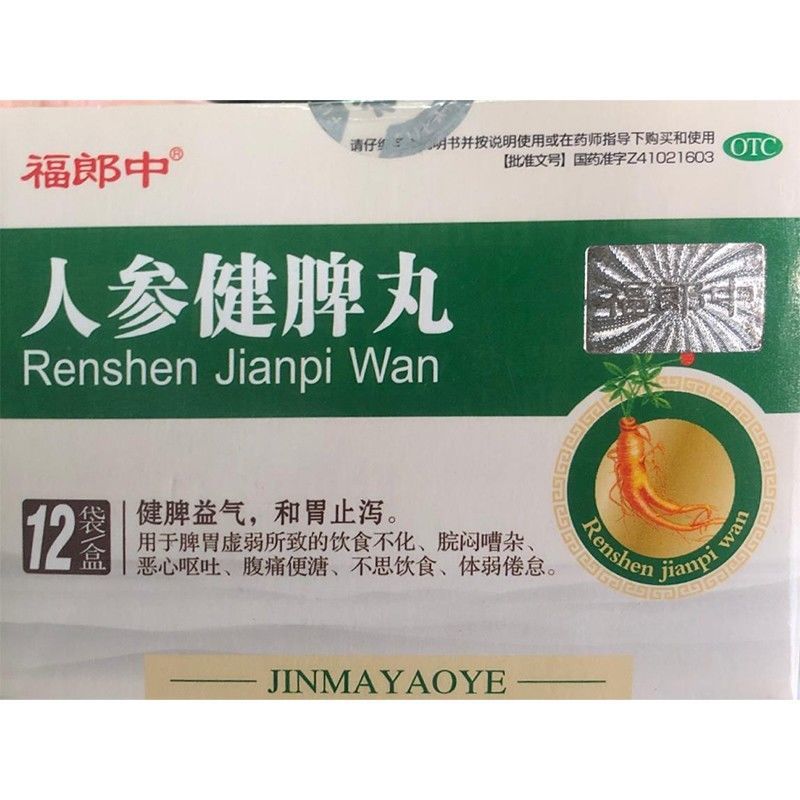 福郎中®
请仔 明书并按说明使用或在药师指导下购买和使用
【批准文号】国药准字Z41021603
OTC
人参健脾丸
Renshen Jianpi Wan
福郎中
12袋/盒
健脾益气，和胃止泻。
用于脾胃虚弱所致的饮食不化、脘闷嘈杂、
恶心呕吐、腹痛便溏、不思饮食、体弱倦怠。
Renshen jianpi wan
JINMAYAOYE